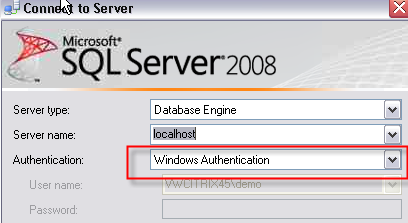 Connect to Server
Microsoft®
SQL Server® 2008
Server type: Database Engine
Server name: localhost
Authentication: Windows Authentication
User name: VWCITRIX45\demo
Password: